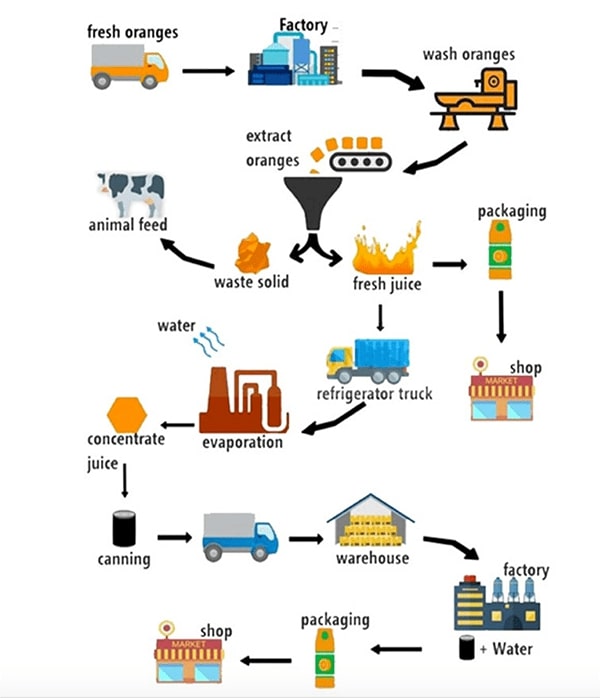 fresh oranges
Factory
wash oranges
extract
oranges
animal feed
packaging
waste solid
fresh juice
water
shop
MARKET
refrigerator truck
concentrate
juice
evaporation
canning
warehouse
factory
+ Water
packaging
shop
MARKET